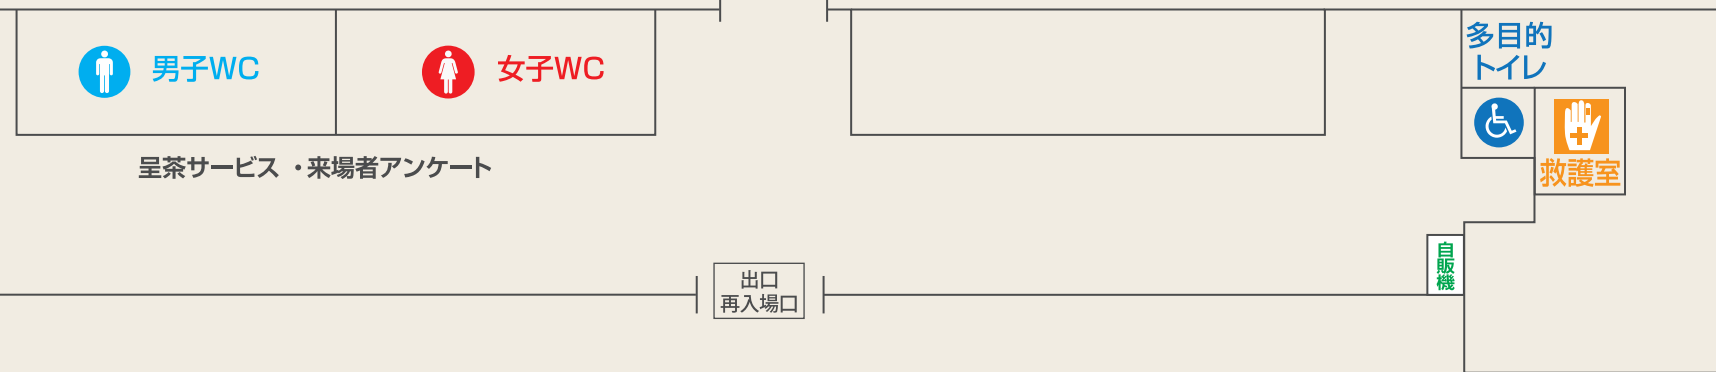 男子WC
女子WC
多目的
トイレ
呈茶サービス ・来場者アンケート
救護室
自販機
出口
再入場口